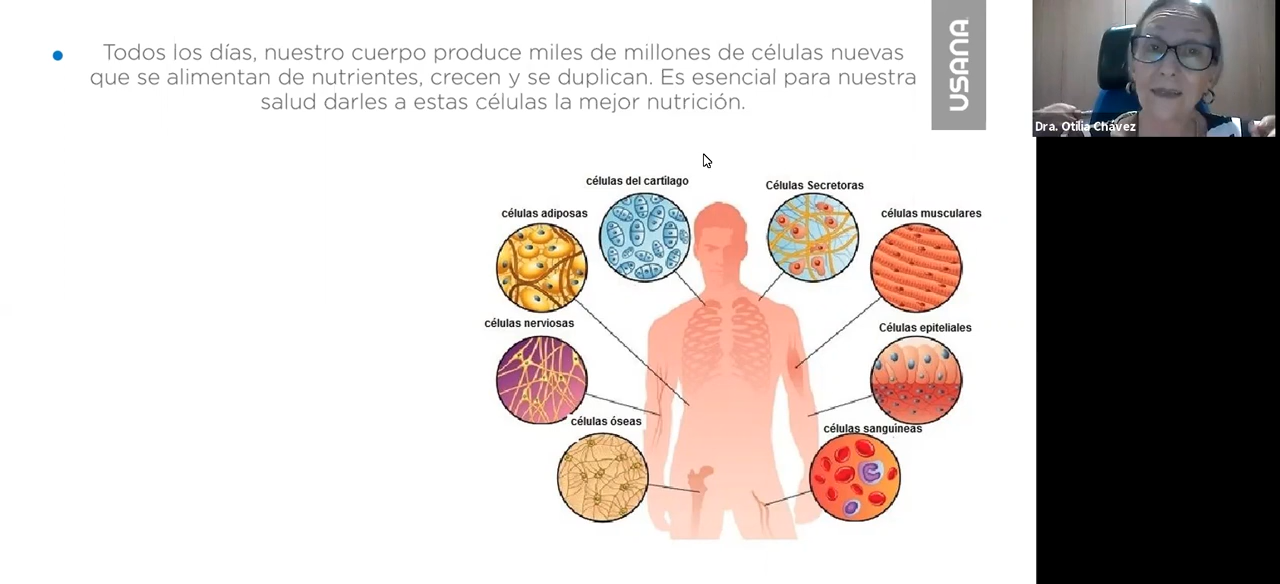 Todos los días, nuestro cuerpo produce miles de millones de células nuevas
que se alimentan de nutrientes, crecen y se duplican. Es esencial para nuestra
salud darles a estas células la mejor nutrición.
USANA
Dra. Otilia Chávez
células del cartílago
Células Secretoras
células adiposas
células musculares
células nerviosas
Células epiteliales
células óseas
células sanguíneas